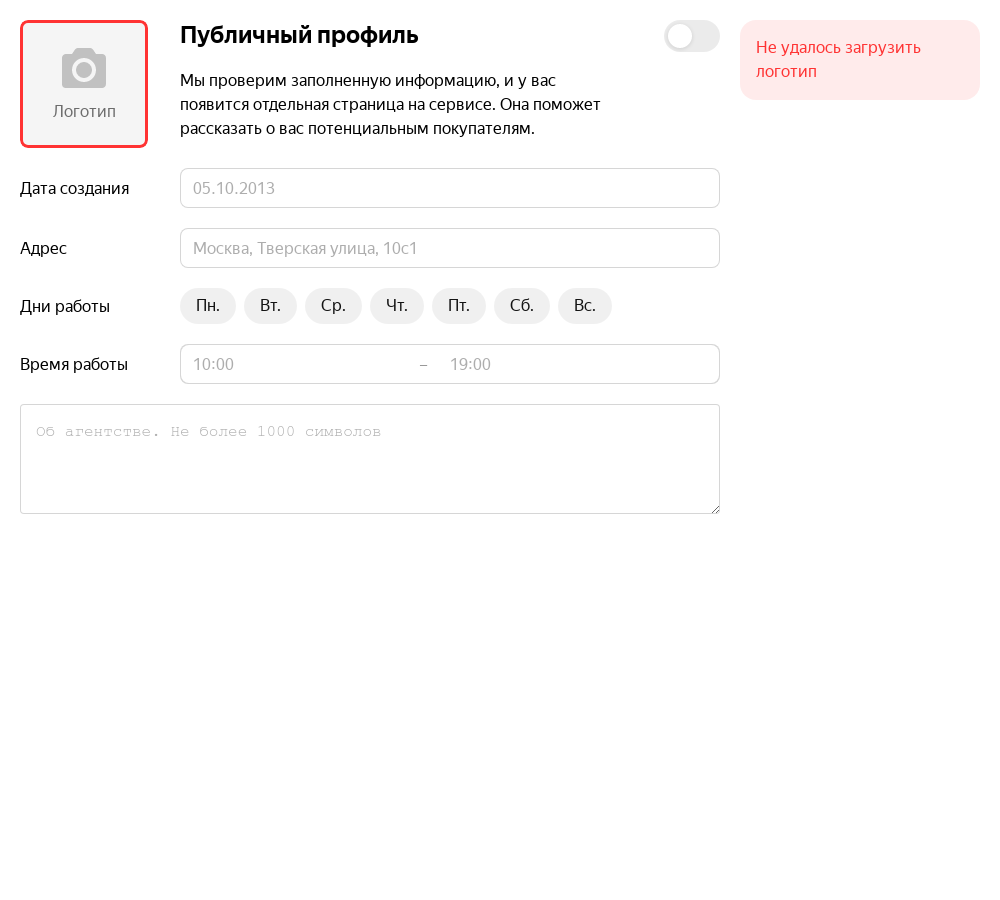 Логотип
Публичный профиль
Мы проверим заполненную информацию, и у вас
появится отдельная страница на сервисе. Она поможет
рассказать о вас потенциальным покупателям.
Не удалось загрузить
логотип
Дата создания
05.10.2013
Адрес
Москва, Тверская улица, 10с1
Дни работы
Пн. Вт. Ср. Чт. Пт. Сб. Вс.
Время работы
10:00 – 19:00
Об агентстве. Не более 1000 символов